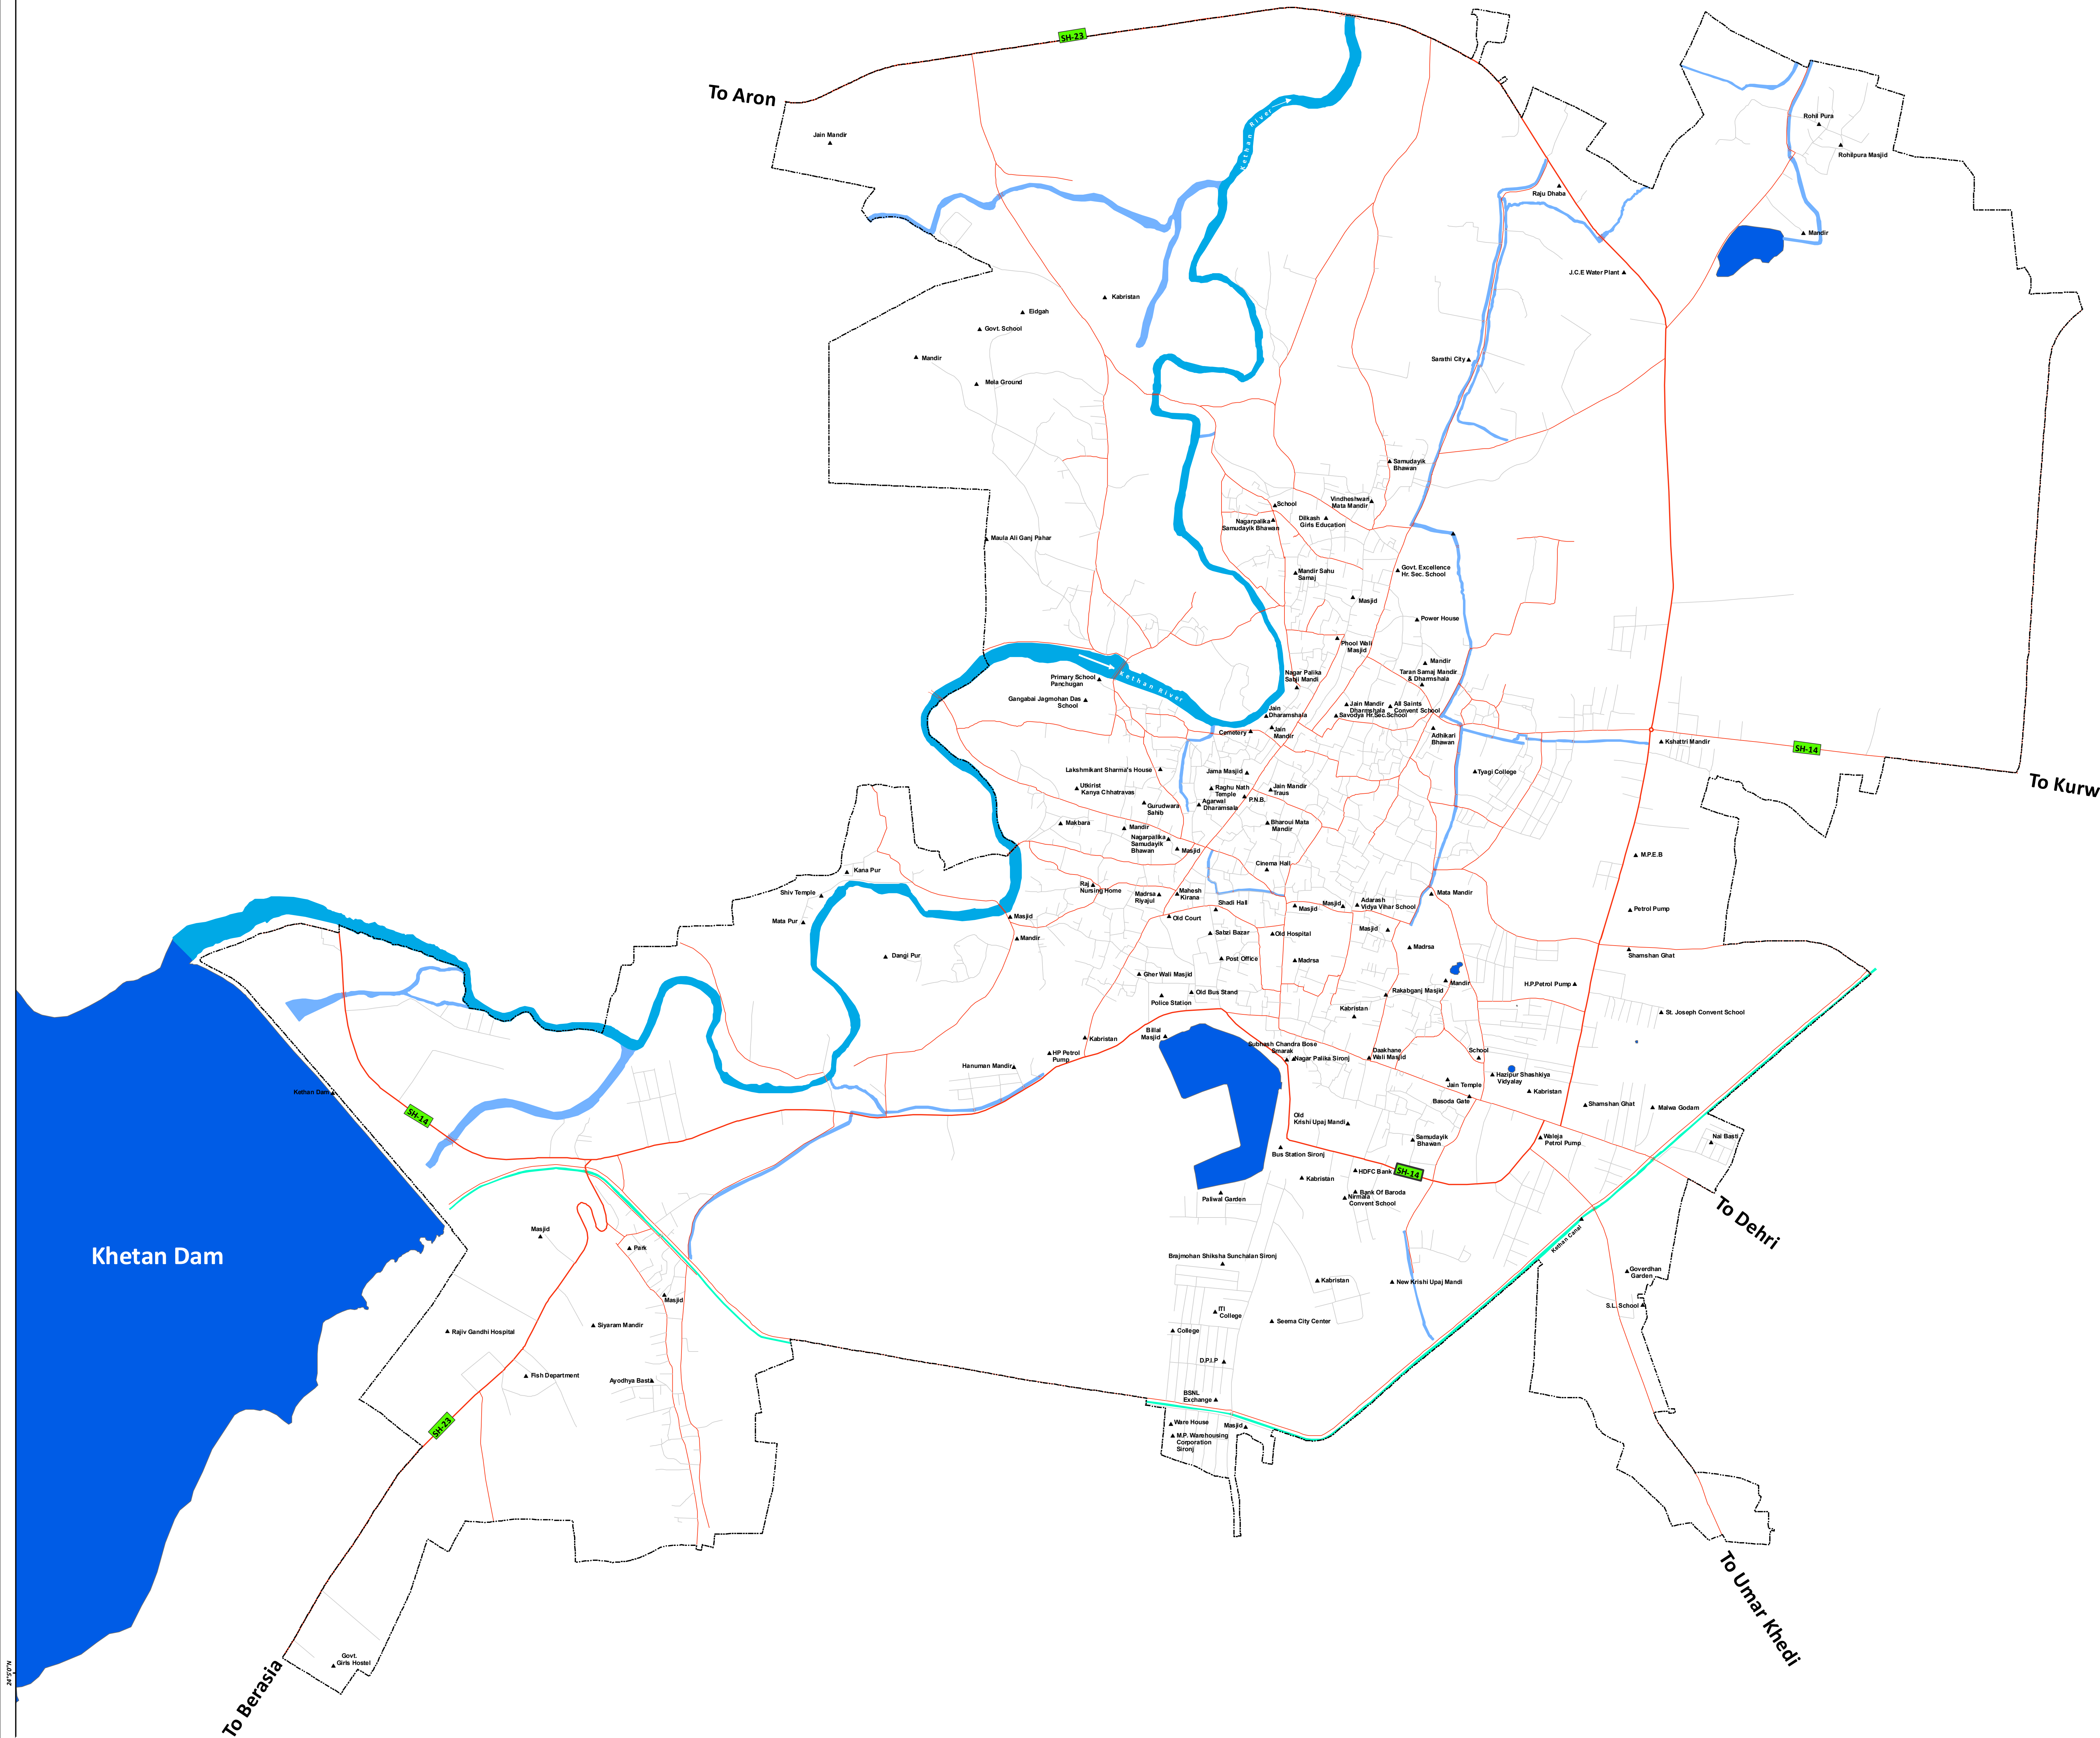 SH-23
To Aron
Jain Mandir
Kethan River
Rohil Pura
Rohilpura Masjid
Raju Dhaba
Mandir
J.C.E Water Plant
Kabristan
Eidgah
Govt. School
Mandir
Mela Ground
Sarathi City
Samudayik
Bhawan
Vindheshwari
Mata Mandir
School
Nagarpalika
Samudayik Bhawan
Dilkash
Girls Education
Maula Ali Ganj Pahar
Mandir Sahu
Samaj
Govt. Excellence
Hr. Sec. School
Masjid
Power House
Phool Wali
Masjid
Mandir
Taran Samaj Mandir
& Dharmshala
Nagar Palika
Sabji Mandi
Primary School
Panchugan
Kethan River
Gangabai Jagmohan Das
School
Jain Mandir
Dharmshala
All Saints
Convent School
Savodya Hr.Sec.School
Jain
Dharamshala
Jain
Mandir
Cemetery
Adhikari
Bhawan
Kshattri Mandir
SH-14
To Kurw
Lakshmikant Sharma's House
Jama Masjid
Tyagi College
Utkirist
Kanya Chhatravas
Raghu Nath
Temple
Jain Mandir
Traus
P.N.B.
Agarwal
Dharamsala
Gurudwara
Sahib
Makbara
Mandir
Bharoui Mata
Mandir
Nagarpalika
Samudayik
Bhawan
Masjid
M.P.E.B
Cinema Hall
Kana Pur
Shiv Temple
Raj
Nursing Home
Madrsa
Riyajul
Mahesh
Kirana
Mata Mandir
Shadi Hall
Masjid
Masjid
Adarash
Vidya Vihar School
Petrol Pump
Mata Pur
Masjid
Old Court
Mandir
Sabzi Bazar
Old Hospital
Masjid
Madrsa
Dangi Pur
Post Office
Madrsa
Shamshan Ghat
Gher Wali Masjid
Mandir
H.P.Petrol Pump
Old Bus Stand
Rakabganj Masjid
Police Station
Kabristan
St. Joseph Convent School
Billal
Masjid
Kabristan
Subhash Chandra Bose
Smarak
Nagar Palika Sironj
Daakhane
Wali Masjid
School
HP Petrol
Pump
Hanuman Mandir
Hazipur Shashkiya
Vidyalay
Jain Temple
Kabristan
Kethan Dam
Basoda Gate
Shamshan Ghat
Malwa Godam
SH-14
Old
Krishi Upaj Mandi
Samudayik
Bhawan
Waleja
Petrol Pump
Nai Basti
Bus Station Sironj
HDFC Bank
SH-14
Kabristan
Bank Of Baroda
Nirmala
Convent School
Paliwal Garden
To Dehri
Kethan Canal
Masjid
Park
Khetan Dam
Brajmohan Shiksha Sunchalan Sironj
Kabristan
New Krishi Upaj Mandi
Goverdhan
Garden
Masjid
S.L. School
ITI
College
Seema City Center
Siyaram Mandir
Rajiv Gandhi Hospital
College
D.P.I.P
Fish Department
Ayodhya Basti
BSNL
Exchange
SH-23
Ware House
Masjid
M.P. Warehousing
Corporation
Sironj
To Umar Khedi
Govt.
Girls Hostel
To Berasia
24°5'0"N